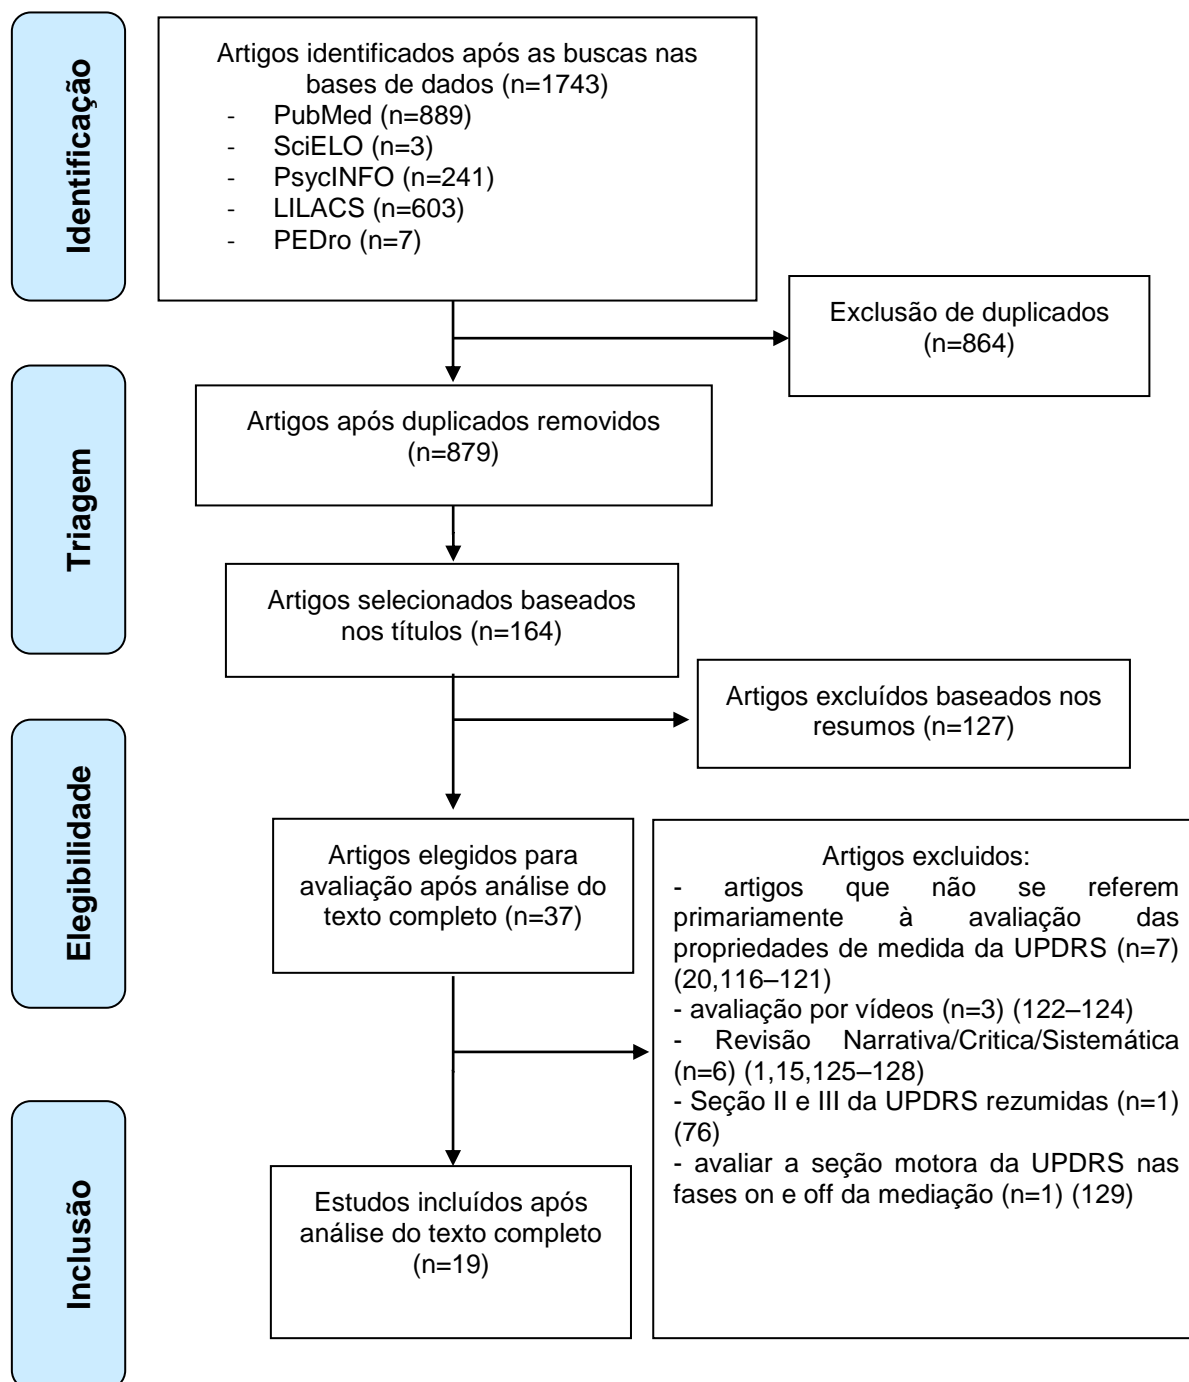 Identificação
Artigos identificados após as buscas nas
bases de dados (n=1743)
- PubMed (n=889)
- SciELO (n=3)
- PsycINFO (n=241)
- LILACS (n=603)
- PEDro (n=7)
Exclusão de duplicados
(n=864)
Triagem
Artigos após duplicados removidos
(n=879)
Artigos selecionados baseados
nos títulos (n=164)
Artigos excluídos baseados nos
resumos (n=127)
Elegibilidade
Artigos elegidos para
avaliação após análise do
texto completo (n=37)
Artigos excluidos:
- artigos que não se referem
primariamente à avaliação das
propriedades de medida da UPDRS (n=7)
(20,116–121)
- avaliação por vídeos (n=3) (122–124)
- Revisão Narrativa/Critica/Sistemática
(n=6) (1,15,125–128)
- Seção II e III da UPDRS rezumidas (n=1)
(76)
- avaliar a seção motora da UPDRS nas
fases on e off da mediação (n=1) (129)
Inclusão
Estudos incluídos após
análise do texto completo
(n=19)